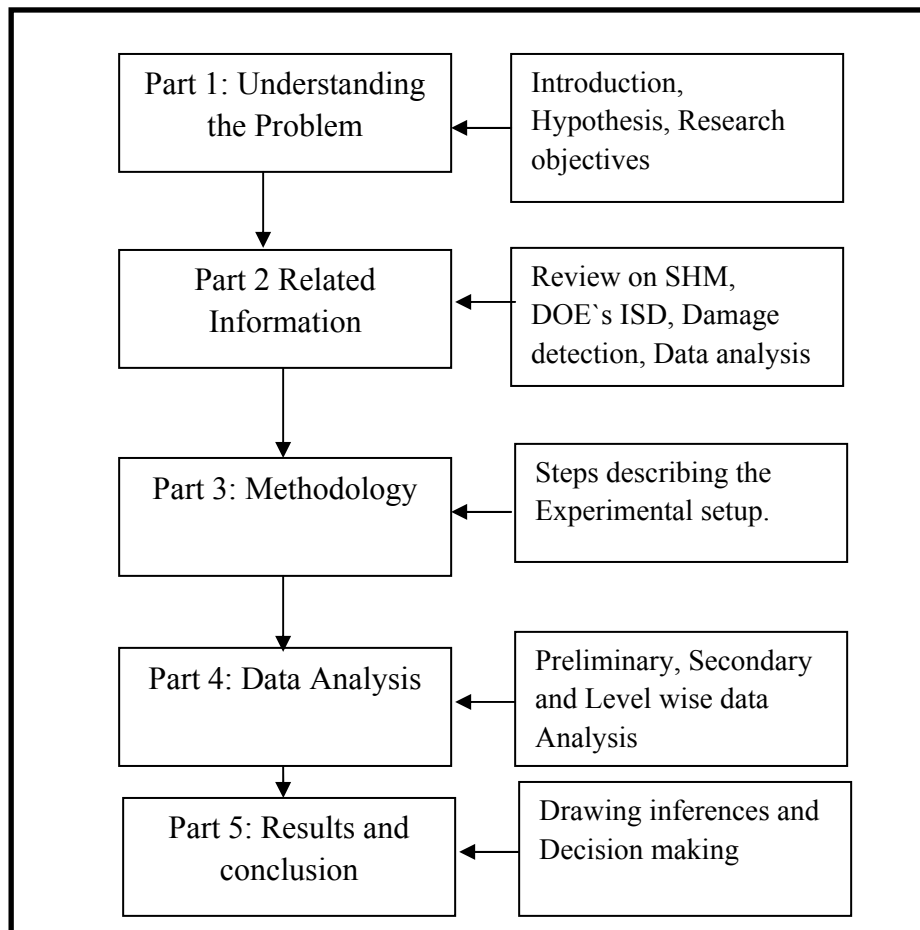 Part 1: Understanding
the Problem
Introduction,
Hypothesis, Research
objectives
Part 2 Related
Information
Review on SHM,
DOE`s ISD, Damage
detection, Data analysis
Part 3: Methodology
Steps describing the
Experimental setup.
Part 4: Data Analysis
Preliminary, Secondary
and Level wise data
Analysis
Part 5: Results and
conclusion
Drawing inferences and
Decision making